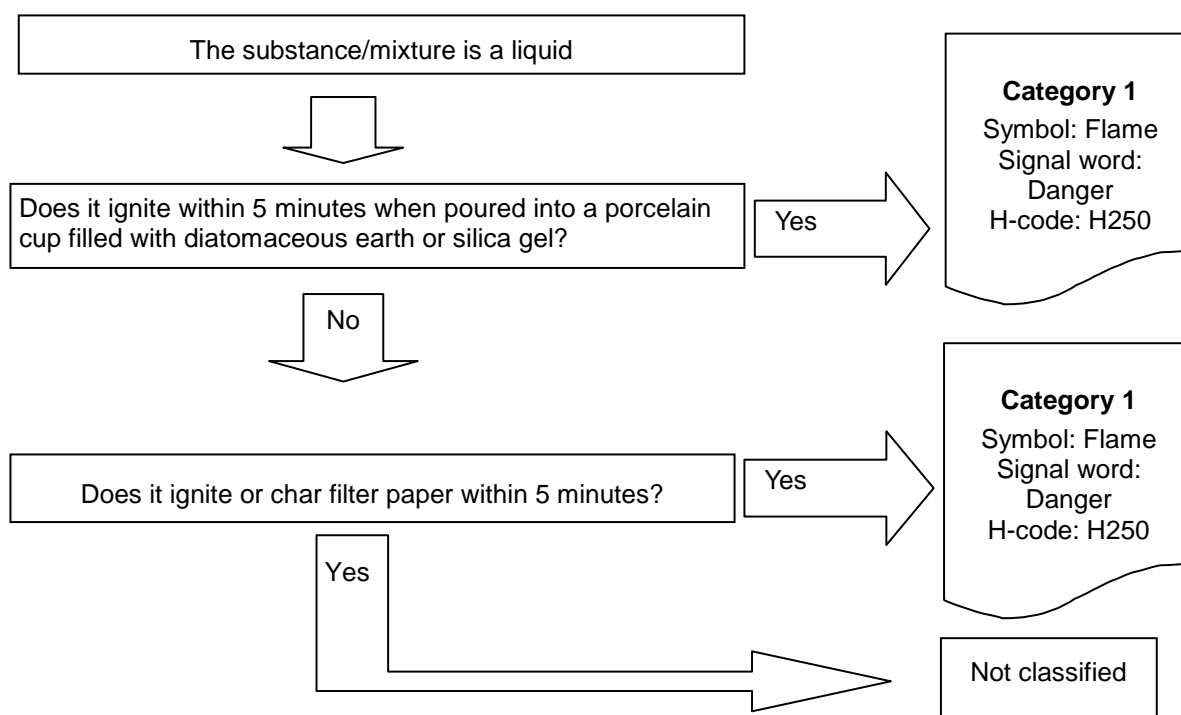 The substance/mixture is a liquid
Category 1
Symbol: Flame
Signal word:
Danger
H-code: H250
Does it ignite within 5 minutes when poured into a porcelain
cup filled with diatomaceous earth or silica gel?
Yes
No
Category 1
Symbol: Flame
Signal word:
Danger
H-code: H250
Does it ignite or char filter paper within 5 minutes?
Yes
Yes
Not classified